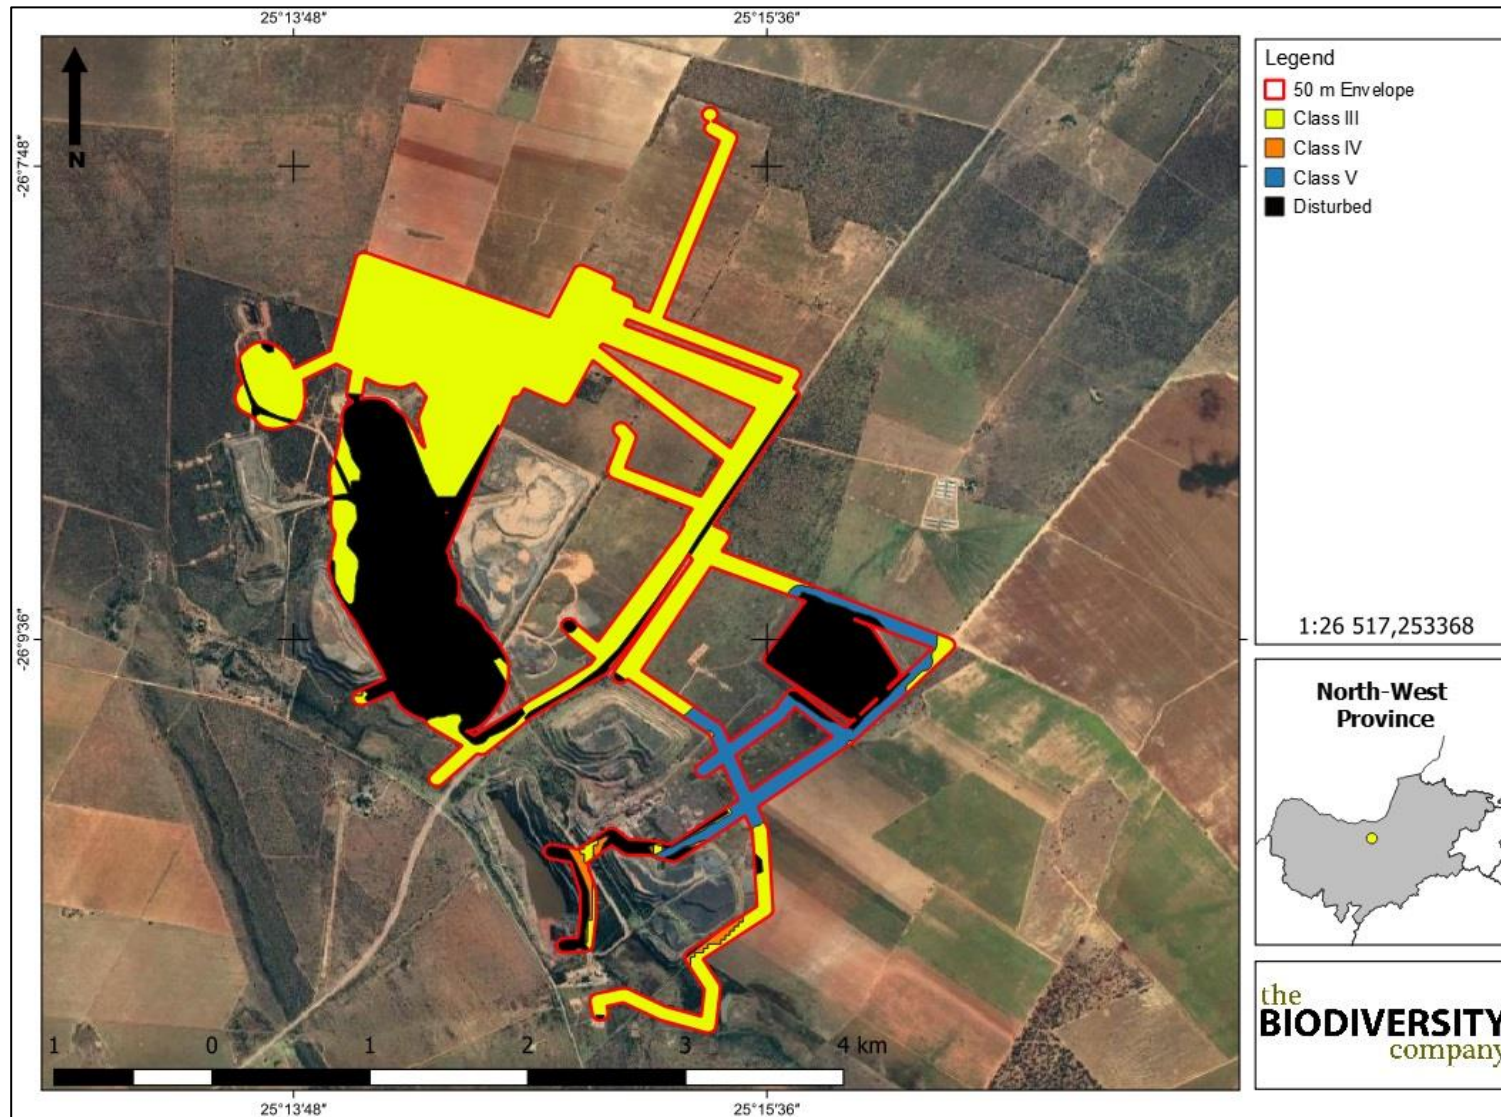 25°13'48" 25°15'36"
-26°7'48"
-26°9'36"
N
1 0 1 2 3 4 km
25°13'48" 25°15'36"
Legend
50 m Envelope
Class III
Class IV
Class V
Disturbed
1:26 517,253368
North-West
Province
the
BIODIVERSITY
company